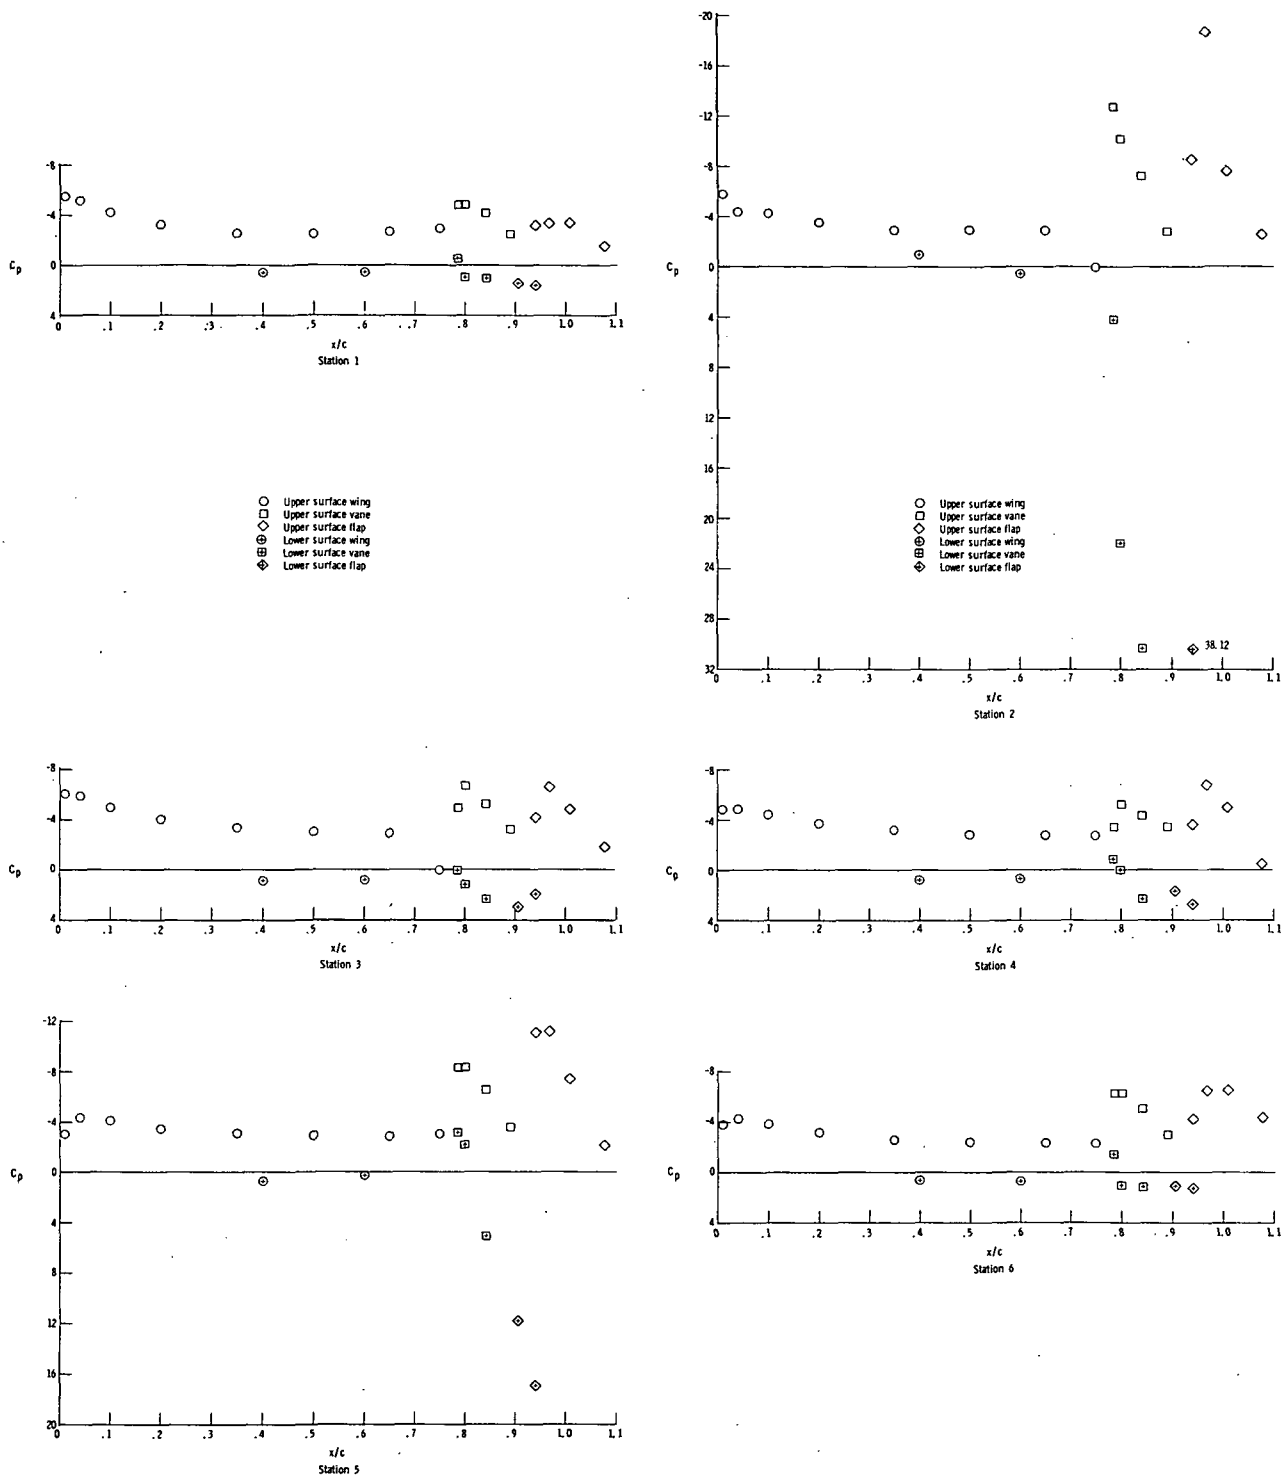 -8
-4
Cp
0
4
0 .1 .2 .3 .4 .5 .6 .7 .8 .9 1.0 1.1
x/c
Station 1
-20
-16
-12
-8
-4
Cp
0
4
8
12
16
20
24
28
32
38.12
0 .1 .2 .3 .4 .5 .6 .7 .8 .9 1.0 1.1
x/c
Station 2
Upper surface wing
Upper surface vane
Upper surface flap
Lower surface wing
Lower surface vane
Lower surface flap
Upper surface wing
Upper surface vane
Upper surface flap
Lower surface wing
Lower surface vane
Lower surface flap
-8
-4
Cp
0
4
0 .1 .2 .3 .4 .5 .6 .7 .8 .9 1.0 1.1
x/c
Station 3
-8
-4
Cp
0
4
0 .1 .2 .3 .4 .5 .6 .7 .8 .9 1.0 1.1
x/c
Station 4
-12
-8
-4
Cp
0
4
8
12
16
20
0 .1 .2 .3 .4 .5 .6 .7 .8 .9 1.0 1.1
x/c
Station 5
-8
-4
Cp
0
4
0 .1 .2 .3 .4 .5 .6 .7 .8 .9 1.0 1.1
x/c
Station 6